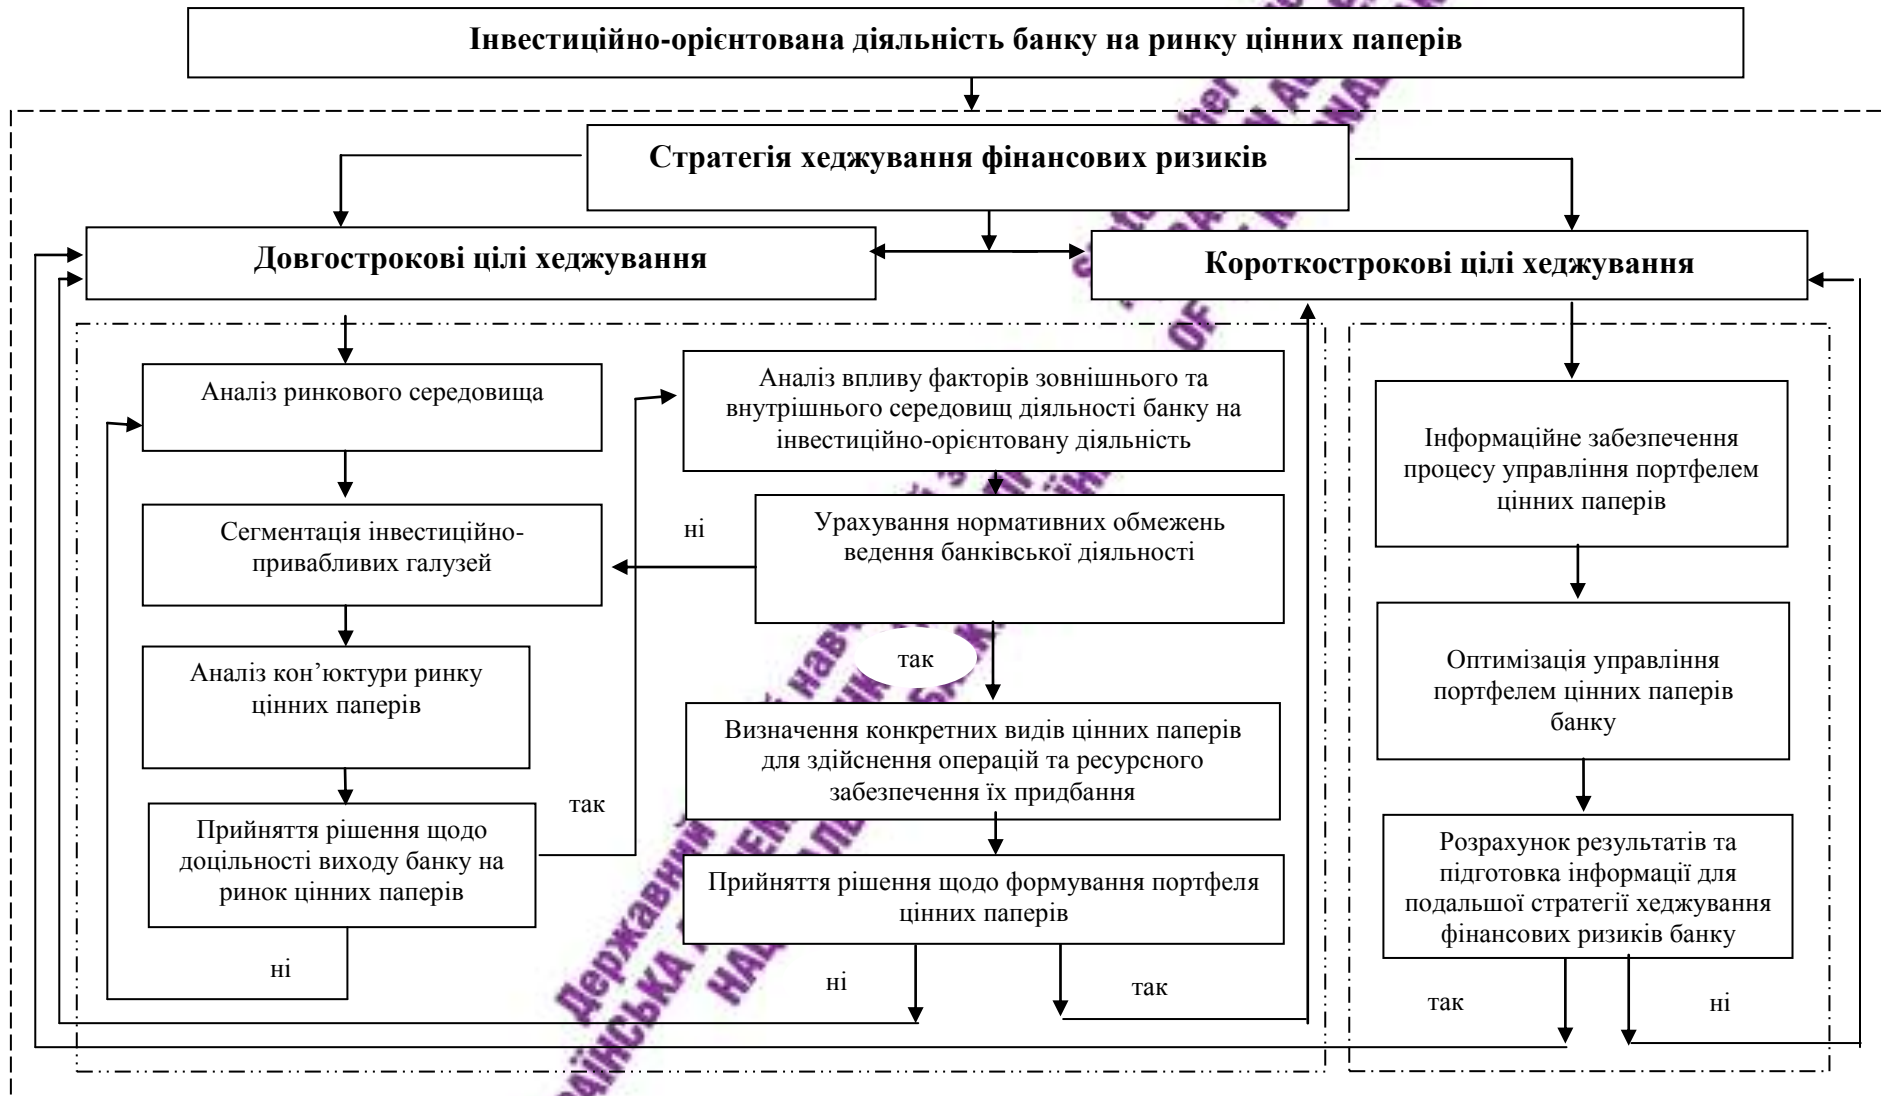 Інвестиційно-орієнтована діяльність банку на ринку цінних паперів
Стратегія хеджування фінансових ризиків
Довгострокові цілі хеджування
Короткострокові цілі хеджування
Аналіз ринкового середовища
Сегментація інвестиційно-
привабливих галузей
Аналіз кон’юктури ринку
цінних паперів
Прийняття рішення щодо
доцільності виходу банку на
ринок цінних паперів
ні
так
Аналіз впливу факторів зовнішнього та
внутрішнього середовищ діяльності банку на
інвестиційно-орієнтовану діяльність
ні
Урахування нормативних обмежень
ведення банківської діяльності
так
Визначення конкретних видів цінних паперів
для здійснення операцій та ресурсного
забезпечення їх придбання
Прийняття рішення щодо формування портфеля
цінних паперів
ні
так
Інформаційне забезпечення
процесу управління портфелем
цінних паперів
Оптимізація управління
портфелем цінних паперів
банку
Розрахунок результатів та
підготовка інформації для
подальшої стратегії хеджування
фінансових ризиків банку
так
ні
Державний